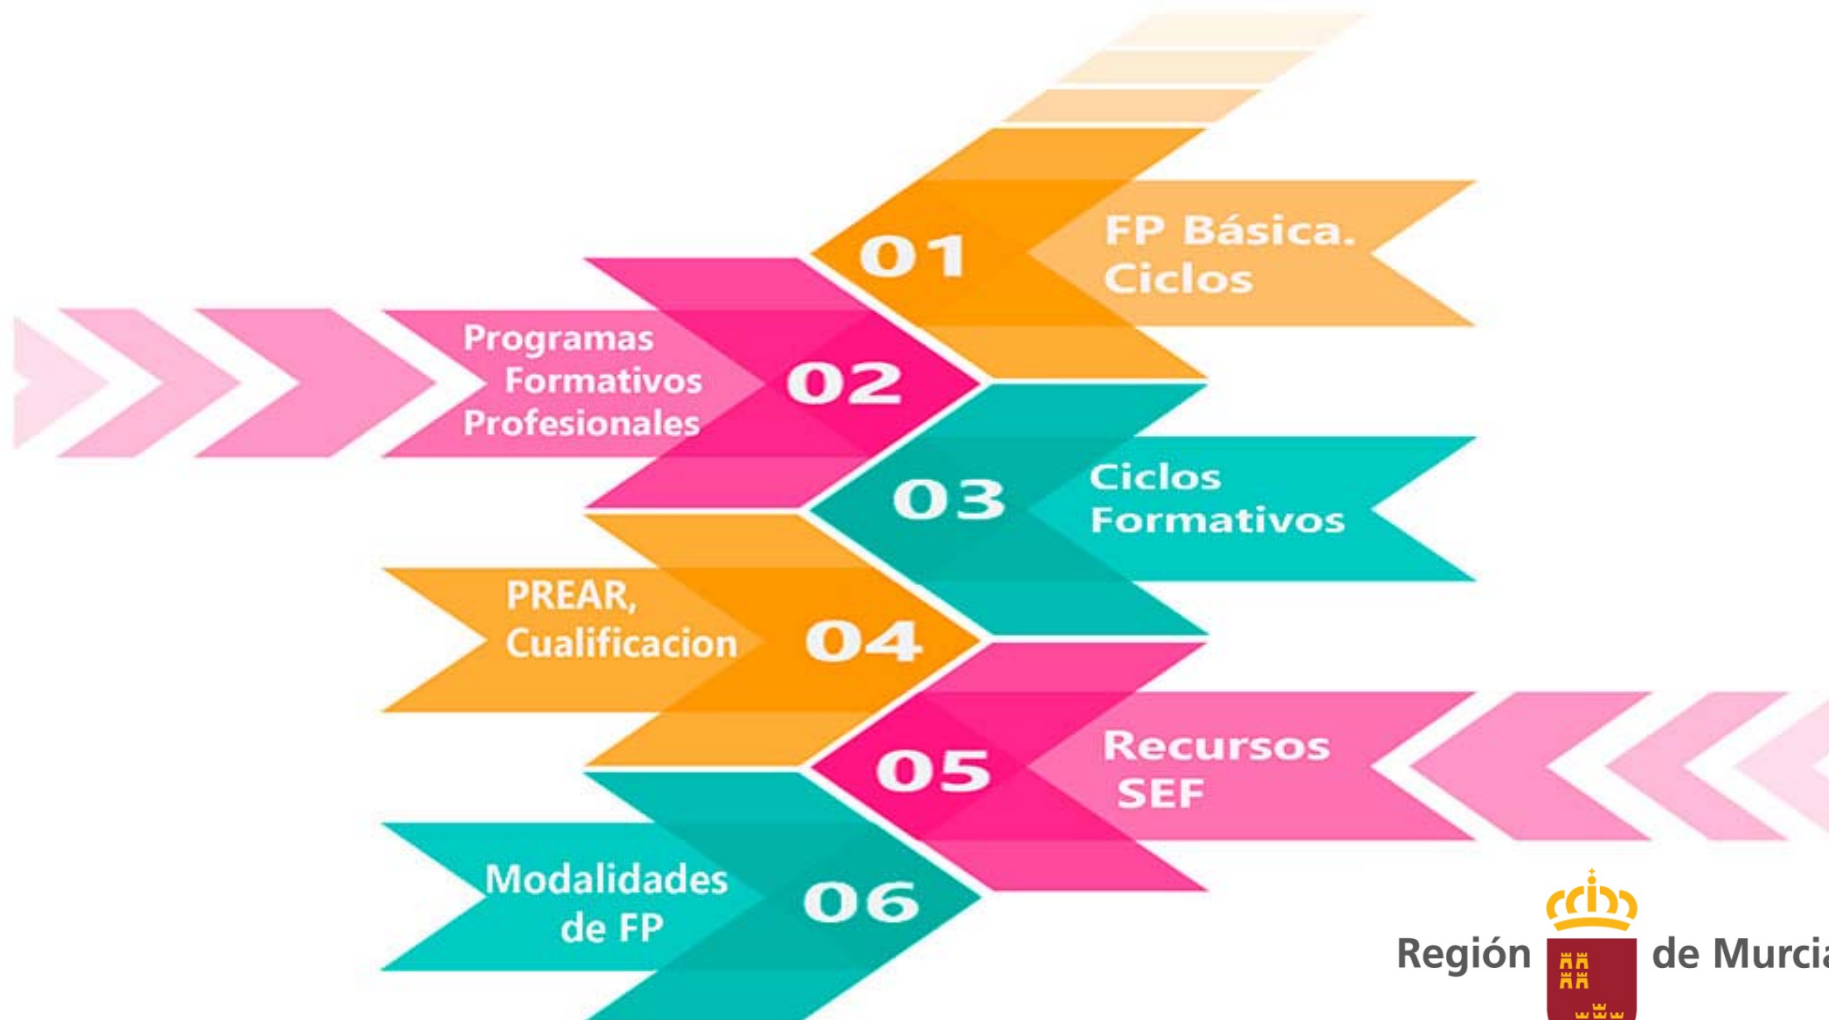 01
FP Básica.
Ciclos
Programas
Formativos
Profesionales
02
03
Ciclos
Formativos
PREAR,
Cualificacion
04
05
Recursos
SEF
Modalidades
de FP
06
Región de Murcia